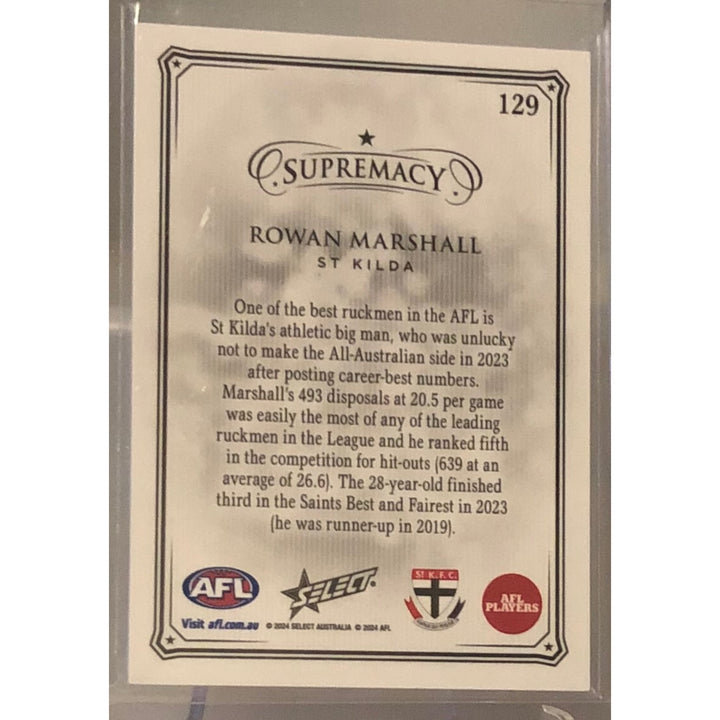 129
SUPREMACY
ROWAN MARSHALL
ST KILDA
One of the best ruckmen in the AFL is
St Kilda's athletic big man, who was unlucky
not to make the All-Australian side in 2023
after posting career-best numbers.
Marshall's 493 disposals at 20.5 per game
was easily the most of any of the leading
ruckmen in the League and he ranked fifth
in the competition for hit-outs (639 at an
average of 26.6). The 28-year-old finished
third in the Saints Best and Fairest in 2023
(he was runner-up in 2019).
AFL
SELECT
ST K.F.C.
AFL
PLAYERS
Visit afl.com.au © 2024 SELECT AUSTRALIA © 2024 AFL